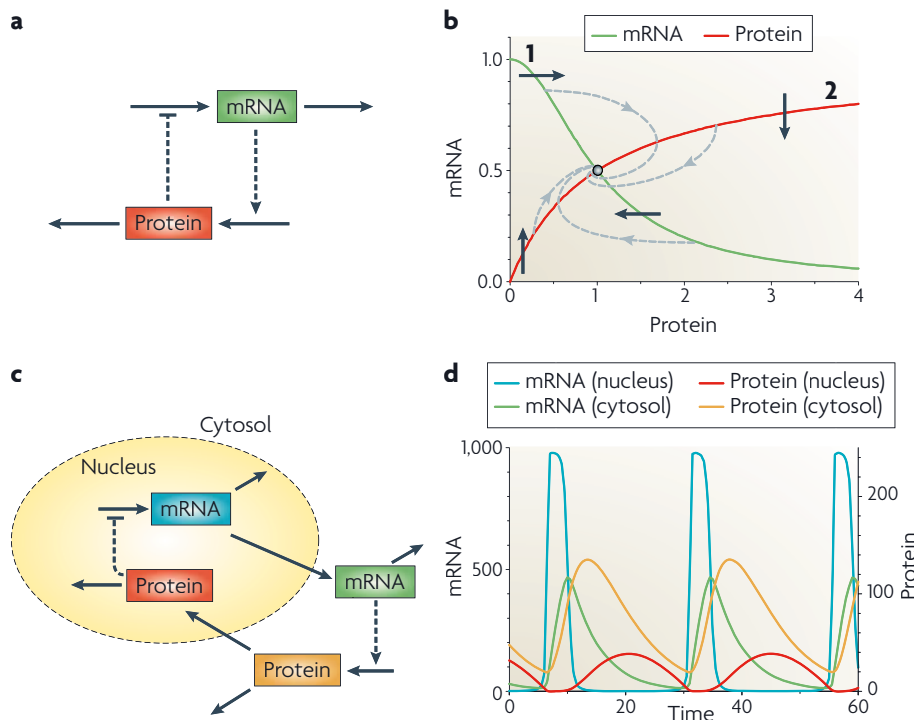 a
mRNA
Protein
b
mRNA Protein
1
2
1.0
0.5
0.0
mRNA
0 1 2 3 4
Protein
c
Cytosol
Nucleus
mRNA
Protein
mRNA
Protein
d
mRNA (nucleus) Protein (nucleus)
mRNA (cytosol) Protein (cytosol)
1,000
500
0
mRNA
200
100
0
Protein
0 20 40 60
Time